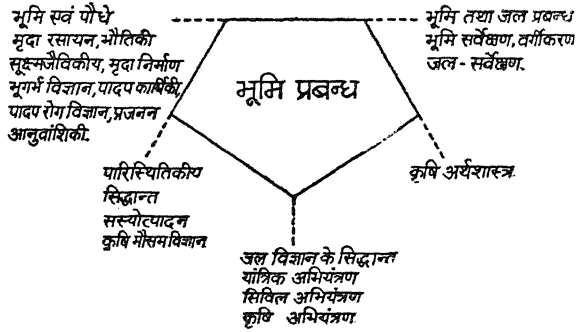 भूमि एवं पौधे
मृदा रसायन, भौतिकी
सूक्ष्मजैविकीय, मृदा निर्माण
भूगर्भ विज्ञान, पादप कार्यिकी,
पादप रोग विज्ञान, प्रजनन
आनुवांशिकी.
भूमि तथा जल प्रबन्ध
भूमि सर्वेक्षण, वर्गीकरण
जल - सर्वेक्षण.
भूमि प्रबन्ध
पारिस्थितिकीय
सिद्धान्त
सस्योत्पादन
कृषि मौसम विज्ञान.
कृषि अर्थशास्त्र.
जल विज्ञान के सिद्धान्त
यांत्रिक अभियंत्रण
सिविल अभियंत्रण
कृषि अभियंत्रण.